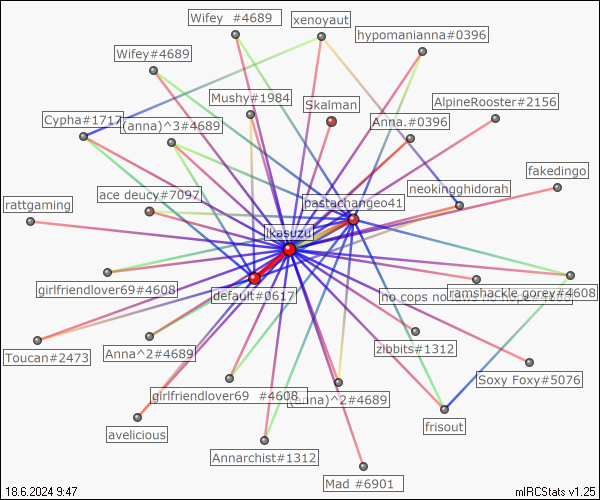 Wifey  #4689
xenoyaut
hypomanianna#0396
Wifey#4689
Mushy#1984
Skalman
AlpineRooster#2156
Cypha#1717
(anna)^3#4689
Anna.#0396
fakedingo
ace deucy#7097
pastachangeo41
neokingghidorah
rattgaming
ikasuzu
girlfriendlover69#4608
default#0617
no cops no
ramshackle gorey#4608
Toucan#2473
Anna^2#4689
zibbits#1312
Soxy Foxy#5076
girlfriendlover69  #4608
(anna)^2#4689
avelicious
frisout
Annarchist#1312
Mad #6901
18.6.2024 9:47
mIRCStats v1.25